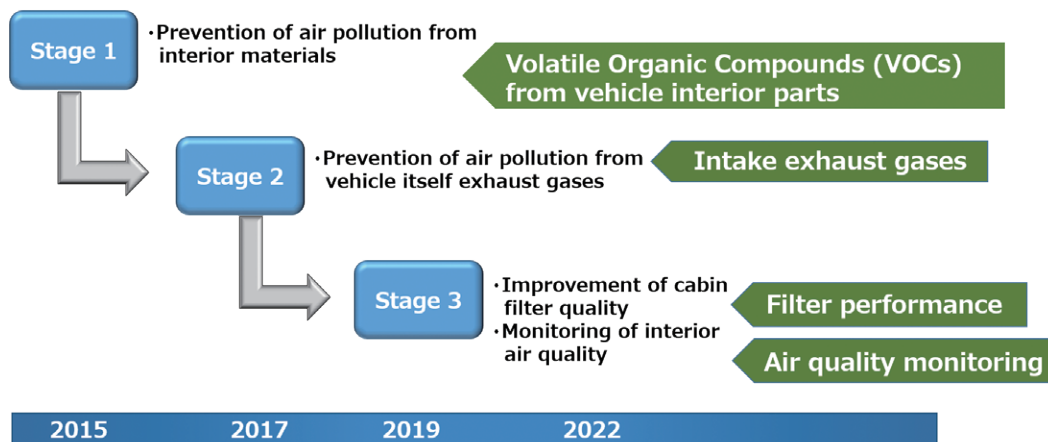 Stage 1
・Prevention of air pollution from
interior materials
Volatile Organic Compounds (VOCs)
from vehicle interior parts
Stage 2
・Prevention of air pollution from
vehicle itself exhaust gases
Intake exhaust gases
Stage 3
・Improvement of cabin
filter quality
・Monitoring of interior
air quality
Filter performance
Air quality monitoring
2015 2017 2019 2022